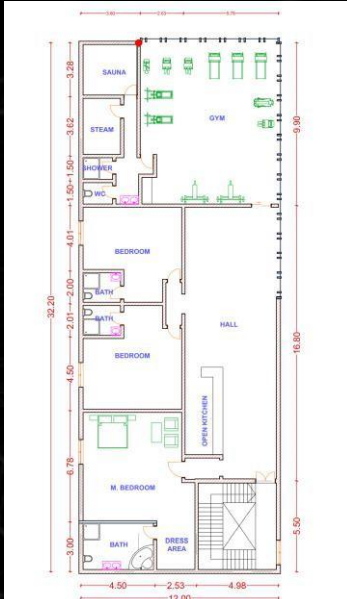 3.28
SAUNA
3.62
STEAM
GYM
9.90
1.50
SHOWER
1.50
WC
4.01
BEDROOM
2.00
BATH
32.20
2.01
BATH
HALL
16.80
4.50
BEDROOM
OPEN KITCHEN
6.78
M. BEDROOM
5.50
3.00
BATH
DRESS
AREA
4.50
2.53
4.98
13.00